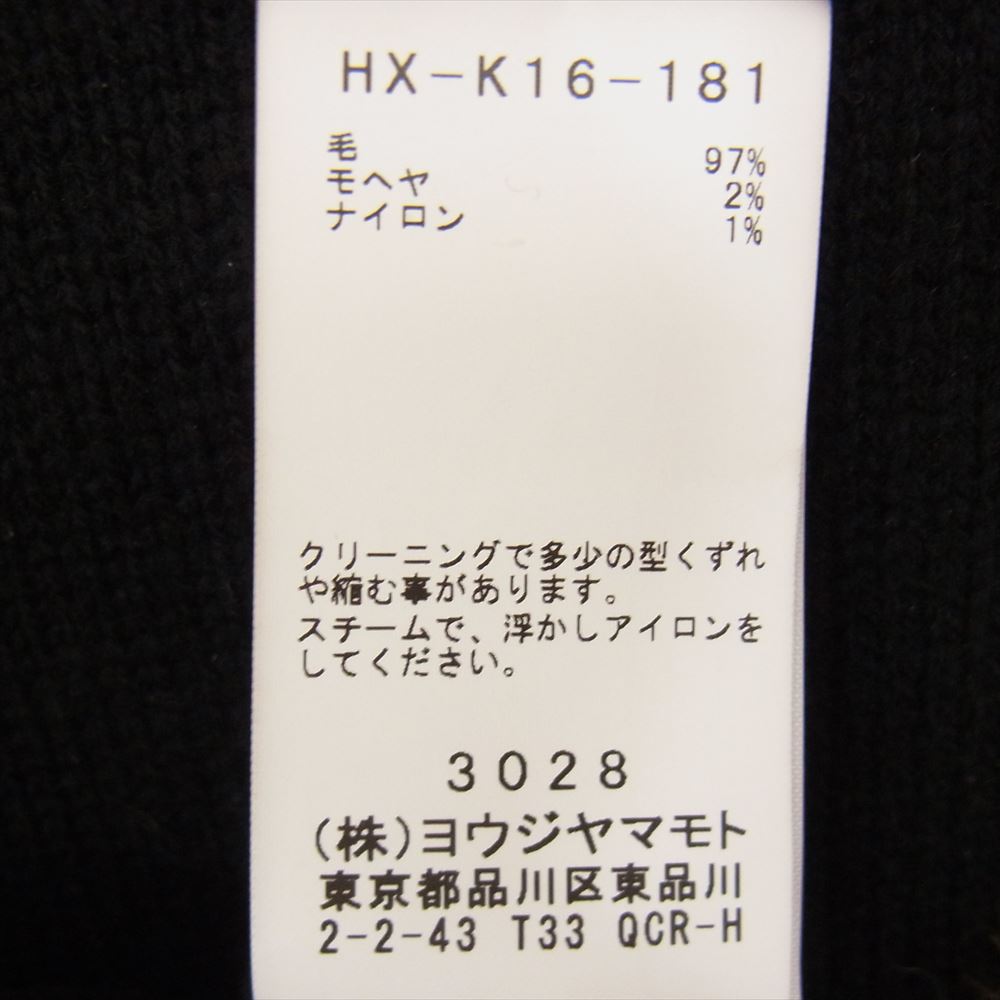 HX-K16-181
毛 97%
モヘヤ 2%
ナイロン 1%
クリーニングで多少の型くずれ
や縮む事があります。
スチームで、浮かしアイロンを
してください。
3028
(株)ヨウジヤマモト
東京都品川区東品川
2-2-43 T33 QCR-H